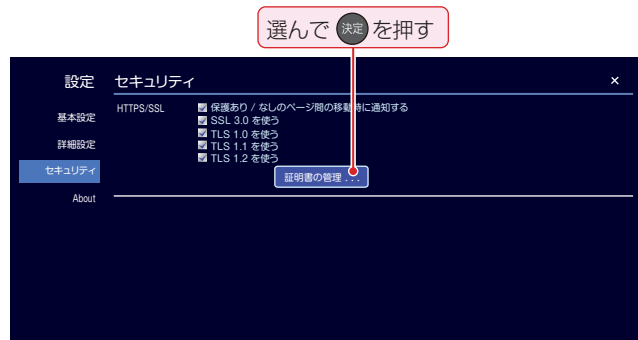 選んで 決定 を押す
設定 セキュリティ ×
基本設定
詳細設定
セキュリティ
About
HTTPS/SSL
保護あり / なしのページ間の移動時に通知する
SSL 3.0 を使う
TLS 1.0 を使う
TLS 1.1 を使う
TLS 1.2 を使う
証明書の管理 ...